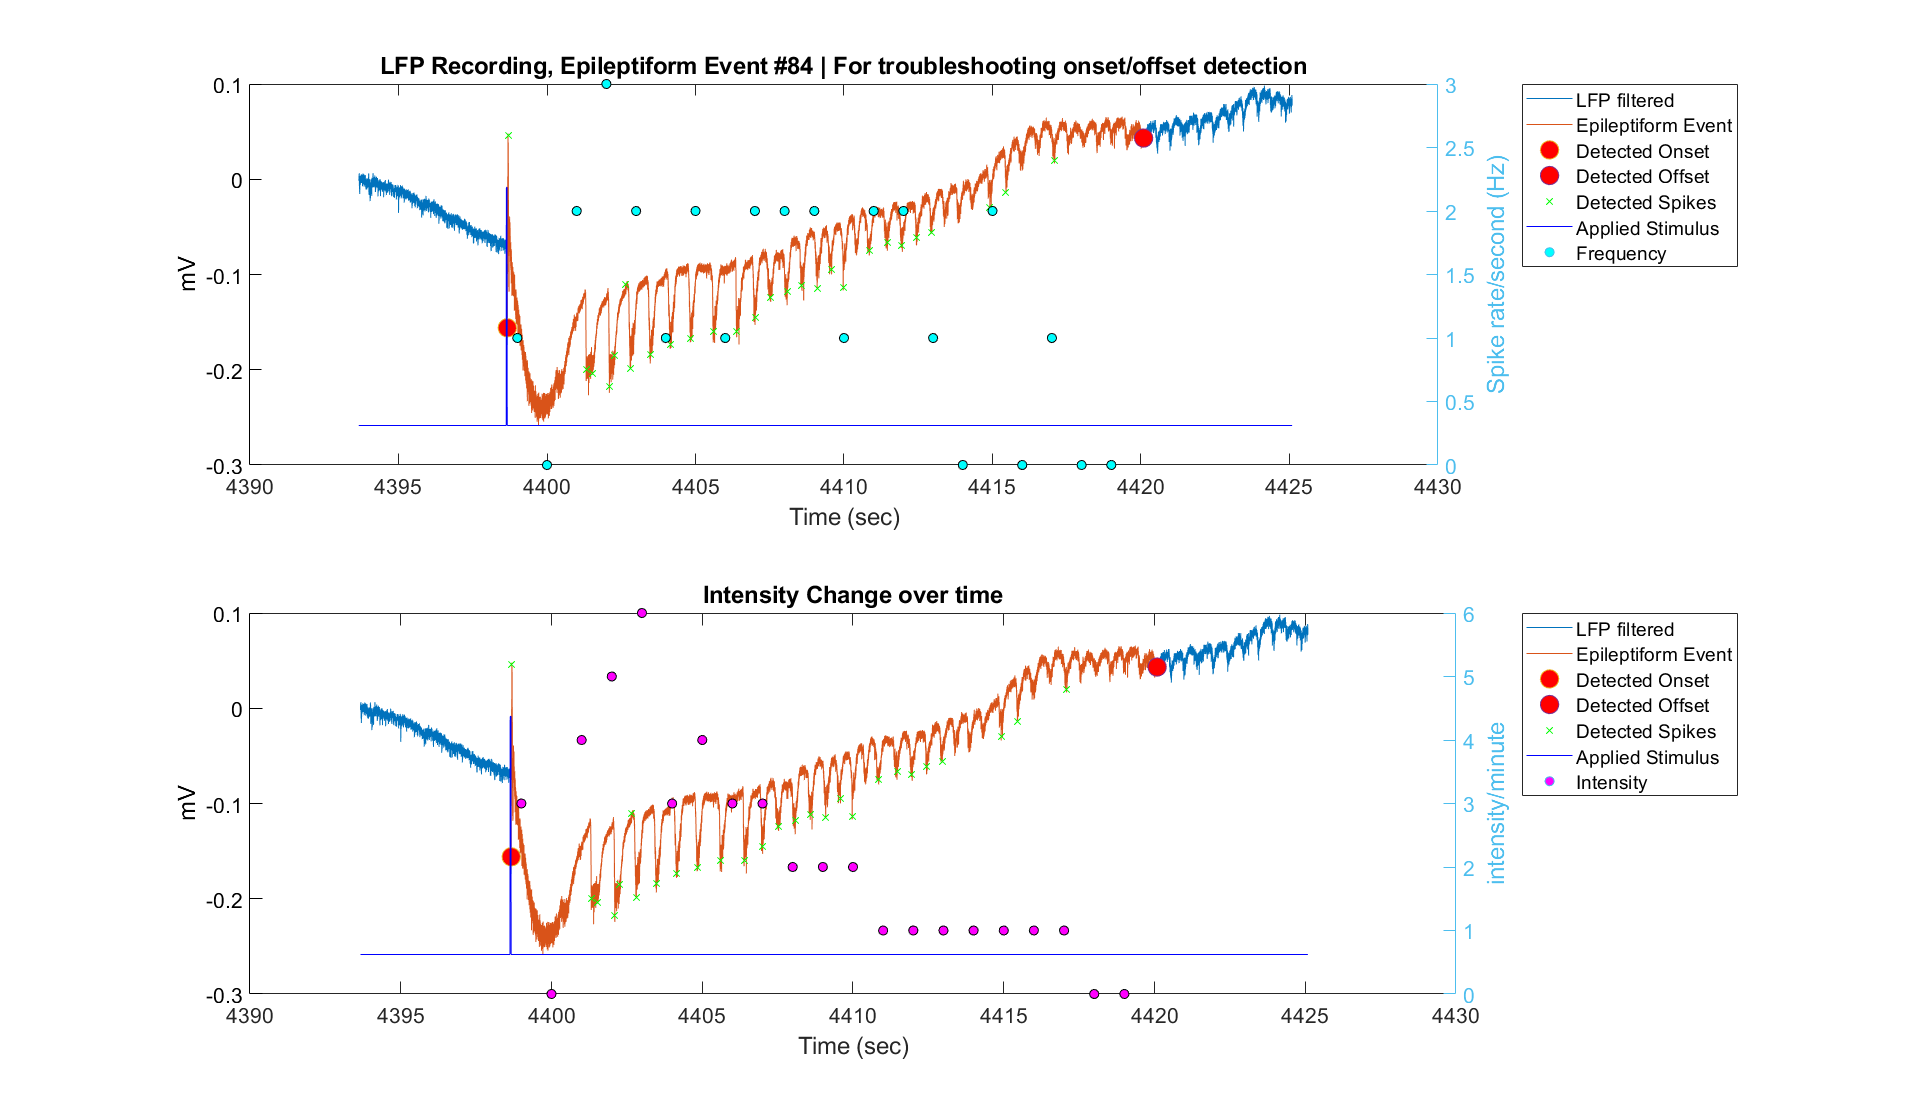 LFP Recording, Epileptiform Event #84 | For troubleshooting onset/offset detection
0.1
0
-0.1
-0.2
-0.3
mV
4390 4395 4400 4405 4410 4415 4420 4425 4430
Time (sec)
3
2.5
2
1.5
1
0.5
0
Spike rate/second (Hz)
LFP filtered
Epileptiform Event
Detected Onset
Detected Offset
Detected Spikes
Applied Stimulus
Frequency
Intensity Change over time
0.1
0
-0.1
-0.2
-0.3
mV
4390 4395 4400 4405 4410 4415 4420 4425 4430
Time (sec)
6
5
4
3
2
1
0
intensity/minute
LFP filtered
Epileptiform Event
Detected Onset
Detected Offset
Detected Spikes
Applied Stimulus
Intensity